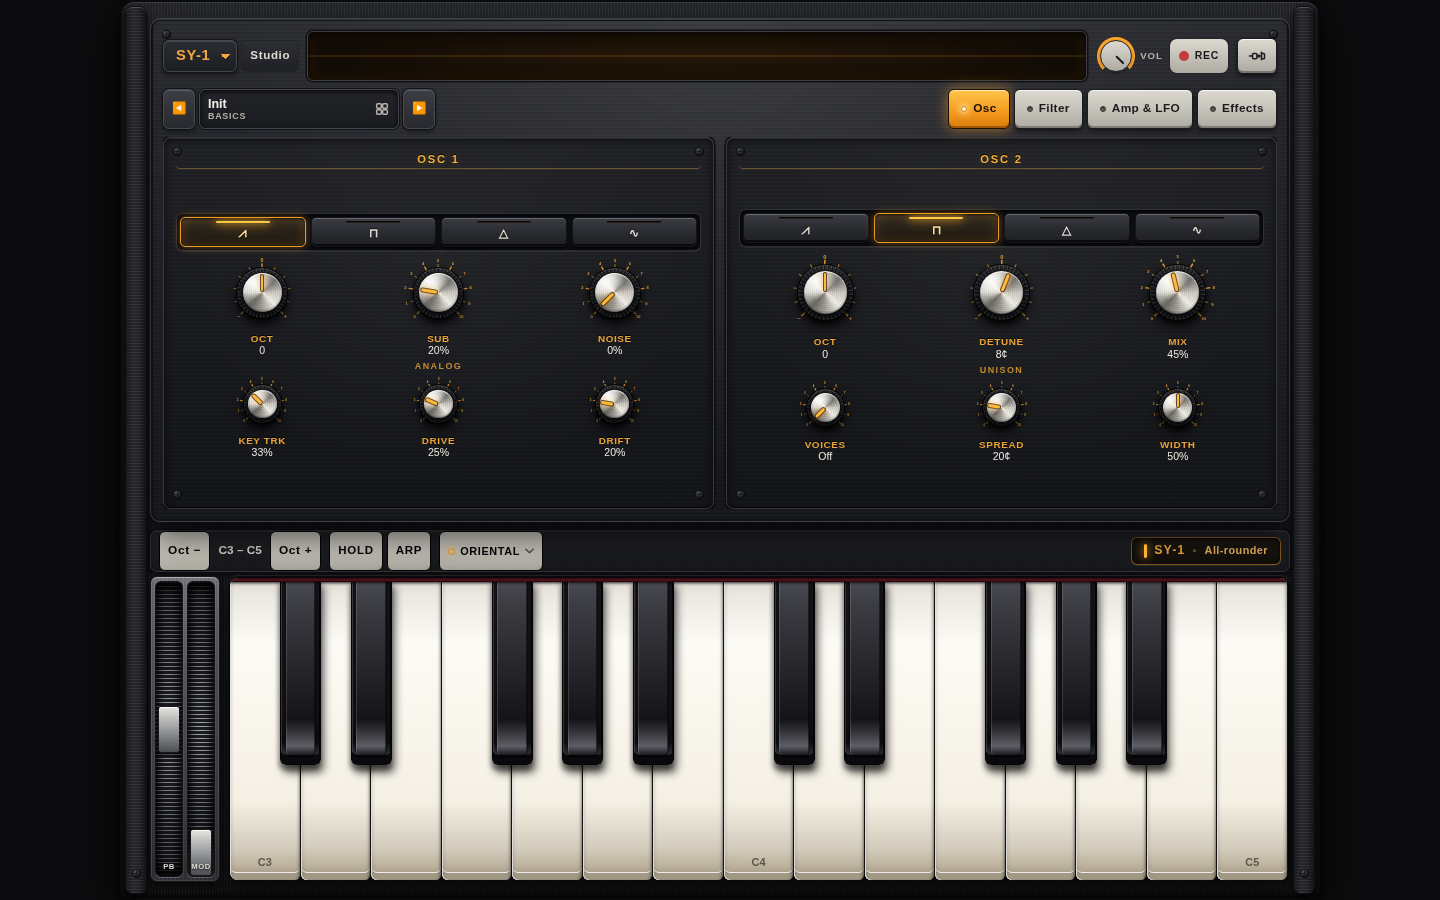 SY-1
Studio
VOL
REC
Init
BASICS
Osc
Filter
Amp & LFO
Effects
OSC 1
OCT
0
SUB
20%
NOISE
0%
ANALOG
KEY TRK
33%
DRIVE
25%
DRIFT
20%
OSC 2
OCT
0
DETUNE
8¢
MIX
45%
UNISON
VOICES
Off
SPREAD
20¢
WIDTH
50%
Oct −
C3 – C5
Oct +
HOLD
ARP
ORIENTAL
SY-1 • All-rounder
PB
MOD
C3
C4
C5